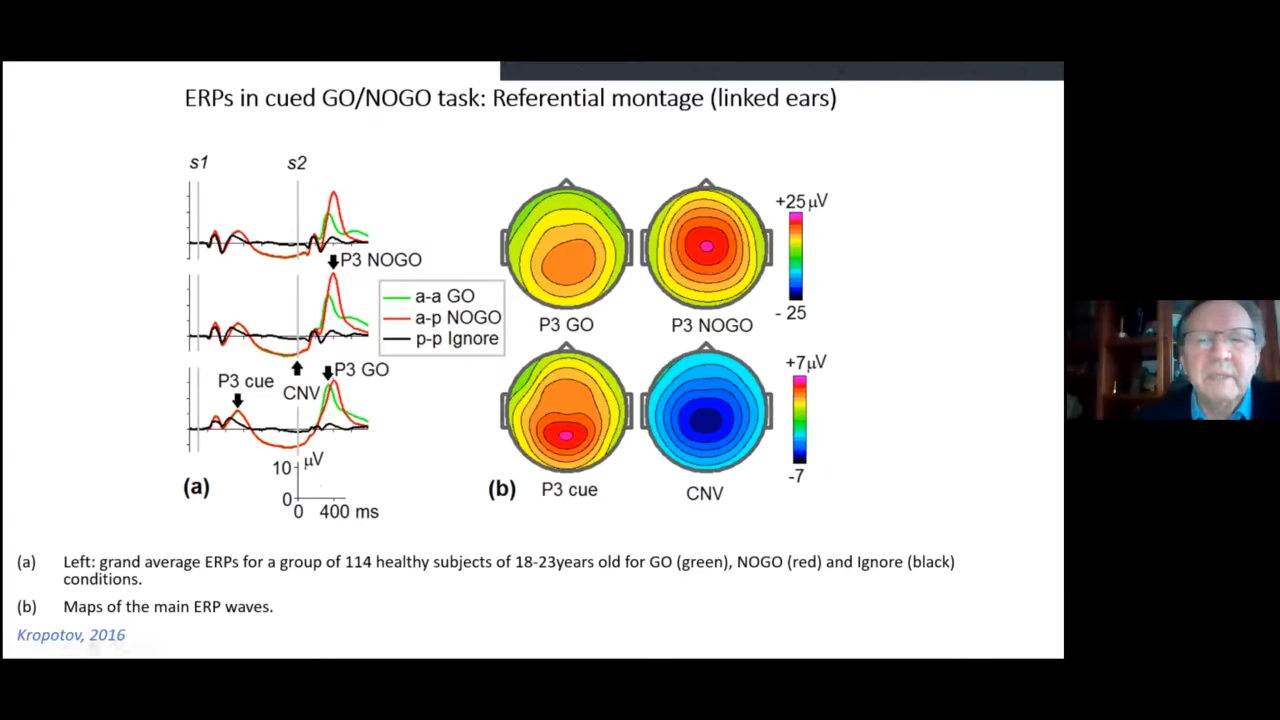 ERPs in cued GO/NOGO task: Referential montage (linked ears)
s1
s2
P3 NOGO
a-a GO
a-p NOGO
p-p Ignore
P3 cue
CNV
P3 GO
10
μV
0
0 400 ms
(a)
P3 GO
P3 NOGO
+25 μV
- 25
P3 cue
CNV
+7μV
-7
(b)
(a) Left: grand average ERPs for a group of 114 healthy subjects of 18-23years old for GO (green), NOGO (red) and Ignore (black)
conditions.
(b) Maps of the main ERP waves.
Kropotov, 2016